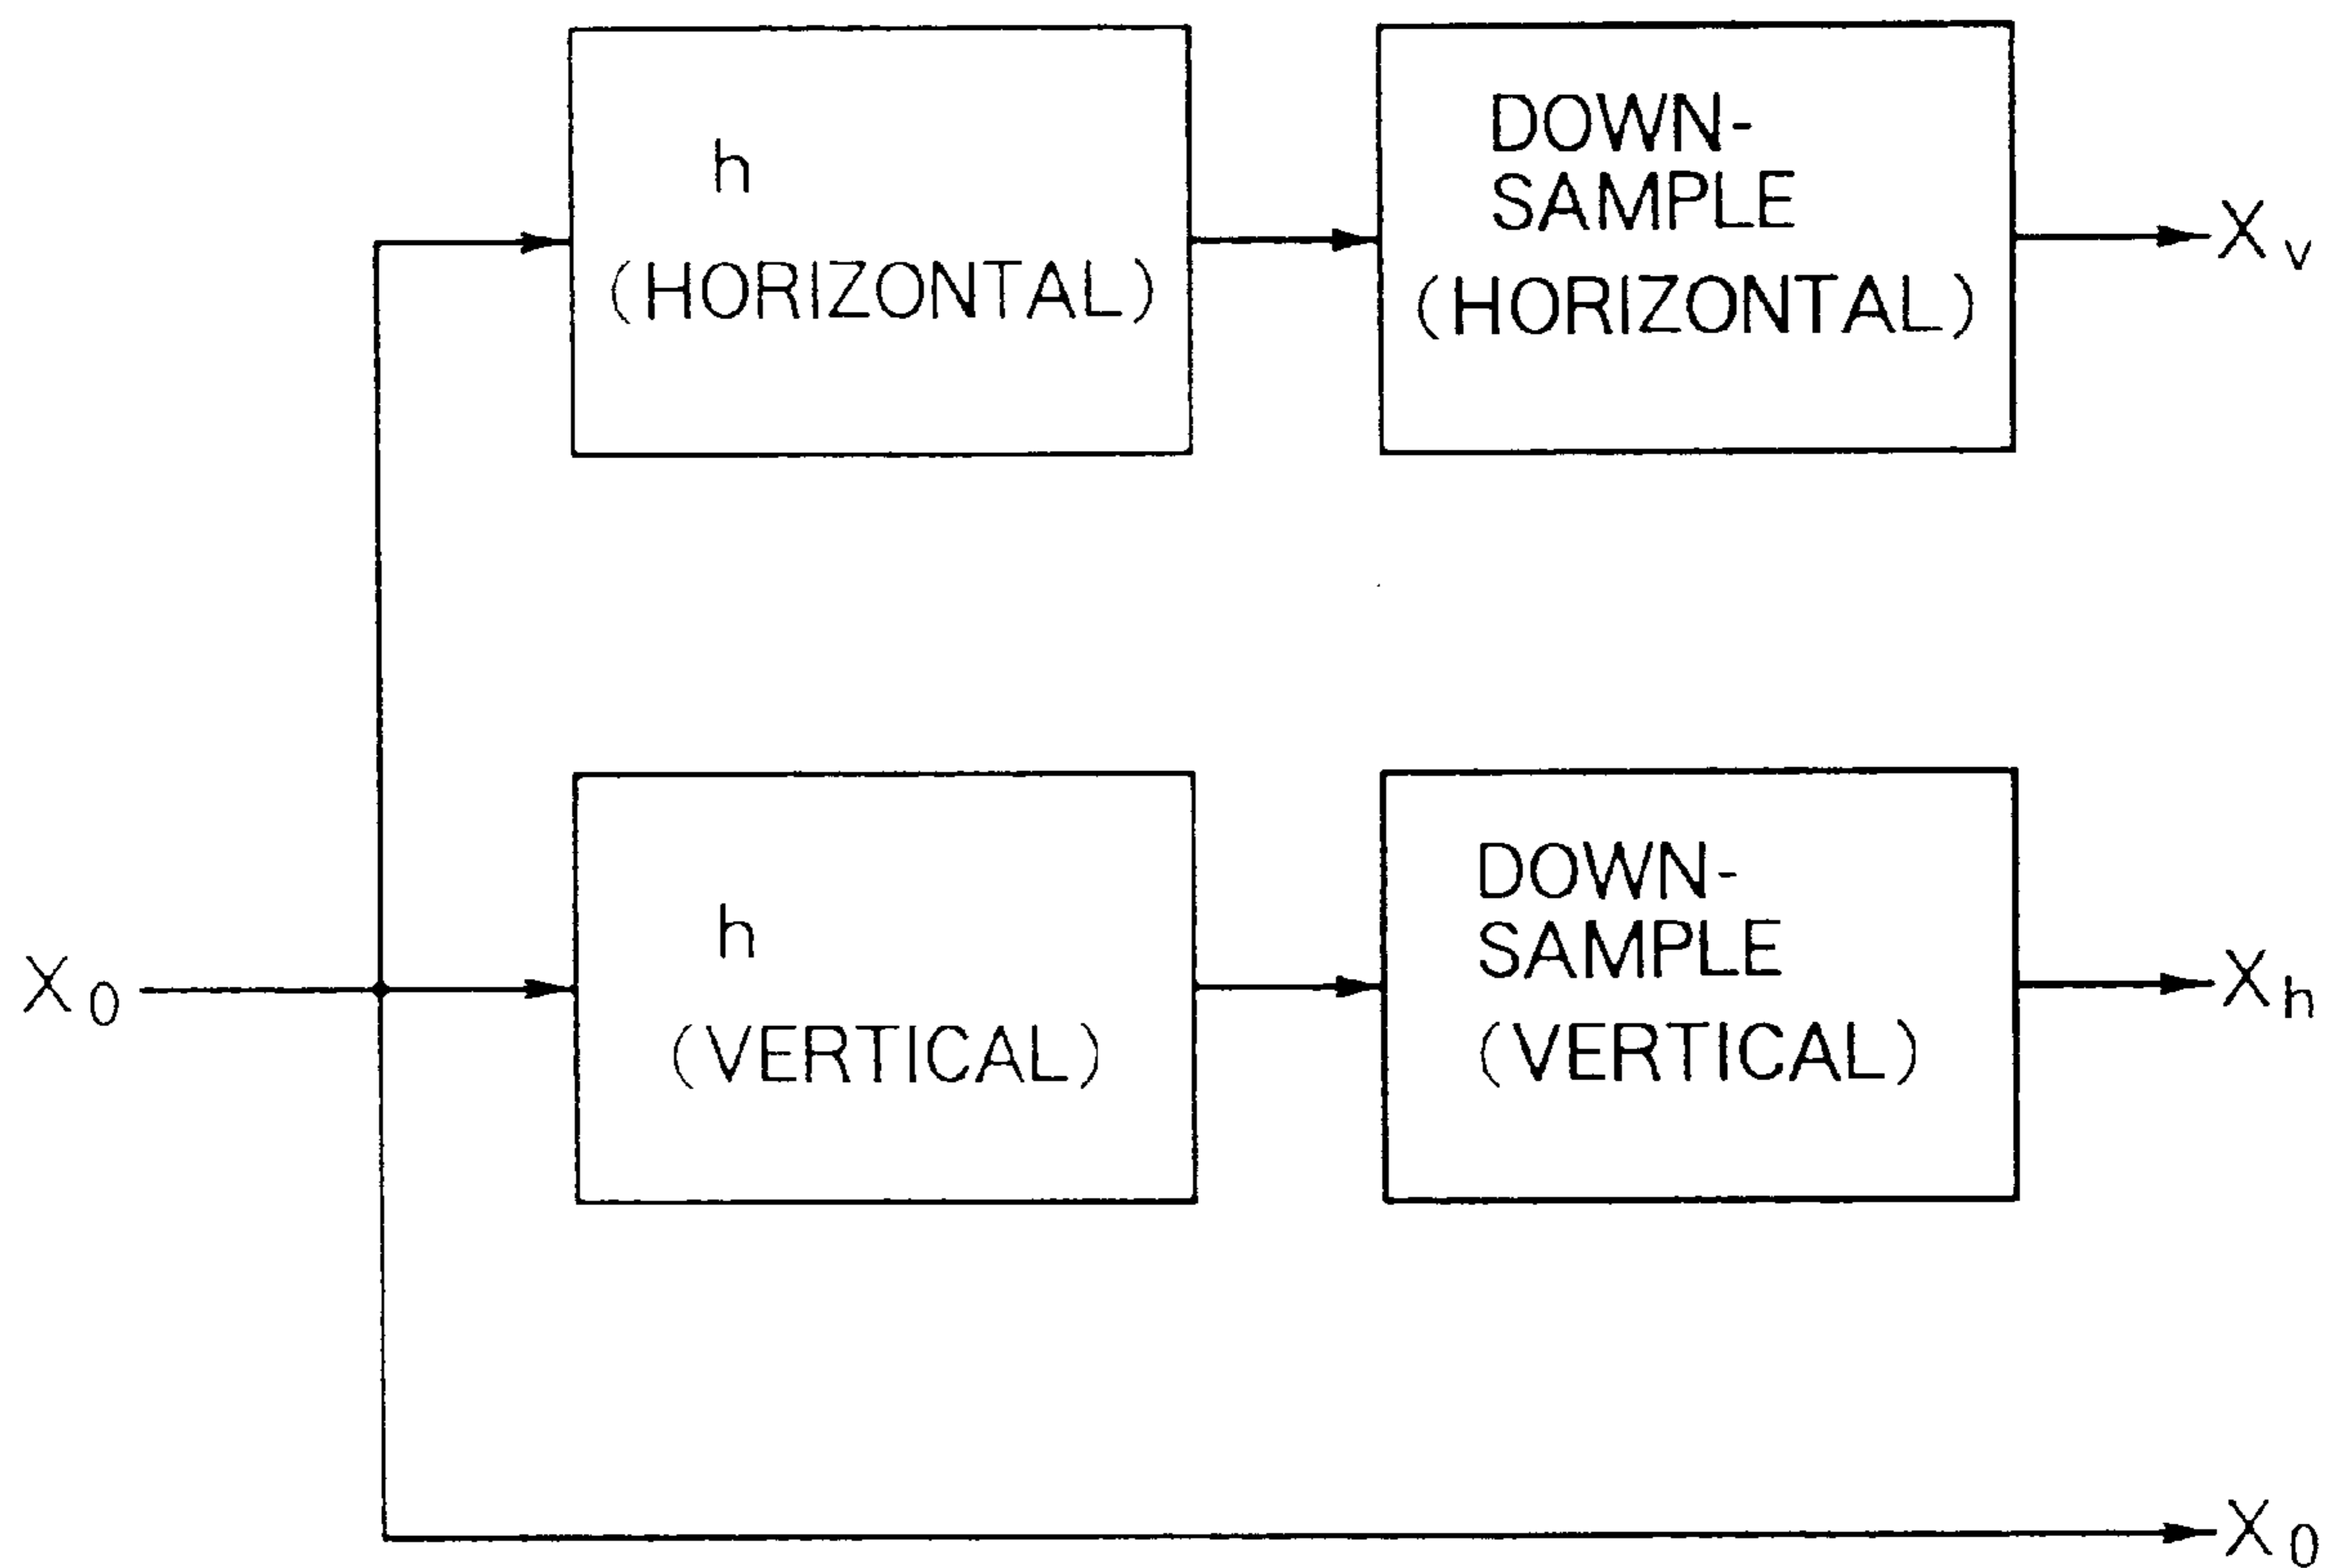 h
(HORIZONTAL)
DOWN-
SAMPLE
(HORIZONTAL)
Xv
X0
h
(VERTICAL)
DOWN-
SAMPLE
(VERTICAL)
Xh
X0